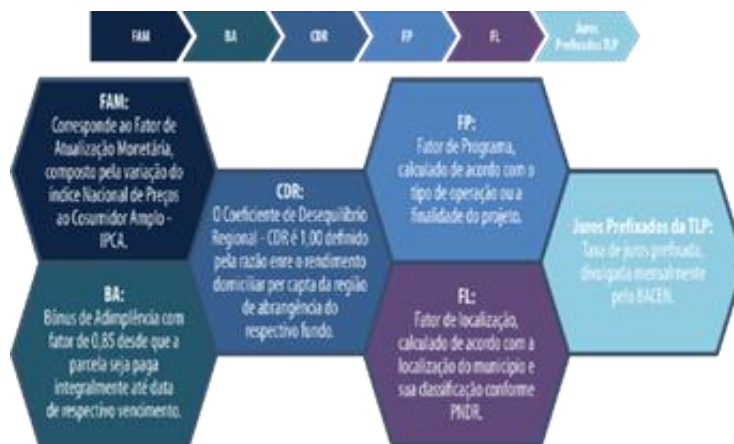 FAM
BA
CDR
FP
FL
Juros
Prefixados TLP
FAM:
Corresponde ao Fator de
Atualização Monetária,
composto pela variação do
índice Nacional de Preços
ao Cosumidor Amplo -
IPCA.
BA:
Bônus de Adimplência com
fator de 0,85 desde que a
parcela seja paga
integralmente até data
de respectivo vencimento.
CDR:
O Coeficiente de Desequilíbrio
Regional - CDR é 1,00 definido
pela razão enre o rendimento
domiciliar per capta da região
de abrangência do
respectivo fundo.
FP:
Fator de Programa,
calculado de acordo com o
tipo de operação ou a
finalidade do projeto.
FL:
Fator de localização,
calculado de acordo com a
localização do município e
sua classificação conforme
PNDR.
Juros Prefixados da TLP:
Taxa de juros prefixada,
divulgada mensalmente
pelo BACEN.